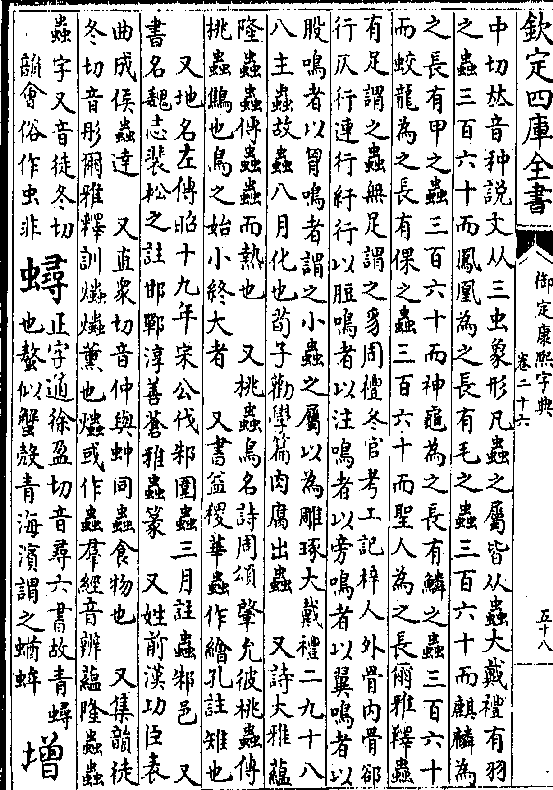 欽定四庫全書
御定康熙字典
卷二十六
五十八
中切𠀤音种說文从三虫象形凡蟲之屬皆从蟲大戴禮有羽
之蟲三百六十而鳳凰為之長有毛之蟲三百六十而麒麟為
之長有甲之蟲三百六十而神龜為之長有鱗之蟲三百六十
而蛟龍為之長有倮之蟲三百六十而聖人為之長爾雅釋蟲
有足謂之蟲無足謂之豸周禮冬官考工記梓人外骨內骨卻
行仄行連行紆行以脰鳴者以注鳴者以旁鳴者以翼鳴者以
股鳴者以胷鳴者謂之小蟲之屬以為雕琢大戴禮二九十八
八主蟲故蟲八月化也荀子勸學篇肉腐出蟲　又詩大雅蘊
隆蟲蟲傳蟲蟲而熱也　又桃蟲鳥名詩周頌肈允彼桃蟲傳
桃蟲鷦也鳥之始小終大者　又書益稷華蟲作繪孔註雉也
又地名左傳昭十九年宋公伐邾圍蟲三月註蟲邾邑　又
書名魏志裴松之註邯鄲淳善蒼雅蟲篆　又姓前漢功臣表
曲成侯蟲達　又直衆切音仲與蚛同蟲食物也　又集韻徒
冬切音彤爾雅釋訓爞爞薰也爞或作蟲羣經音辨蘊隆蟲蟲
蟲字又音徒冬切　韻會俗作虫非　蟳　正字通徐盈切音尋六書故青蟳也螯似蟹殼青海濱謂之蝤蛑　增